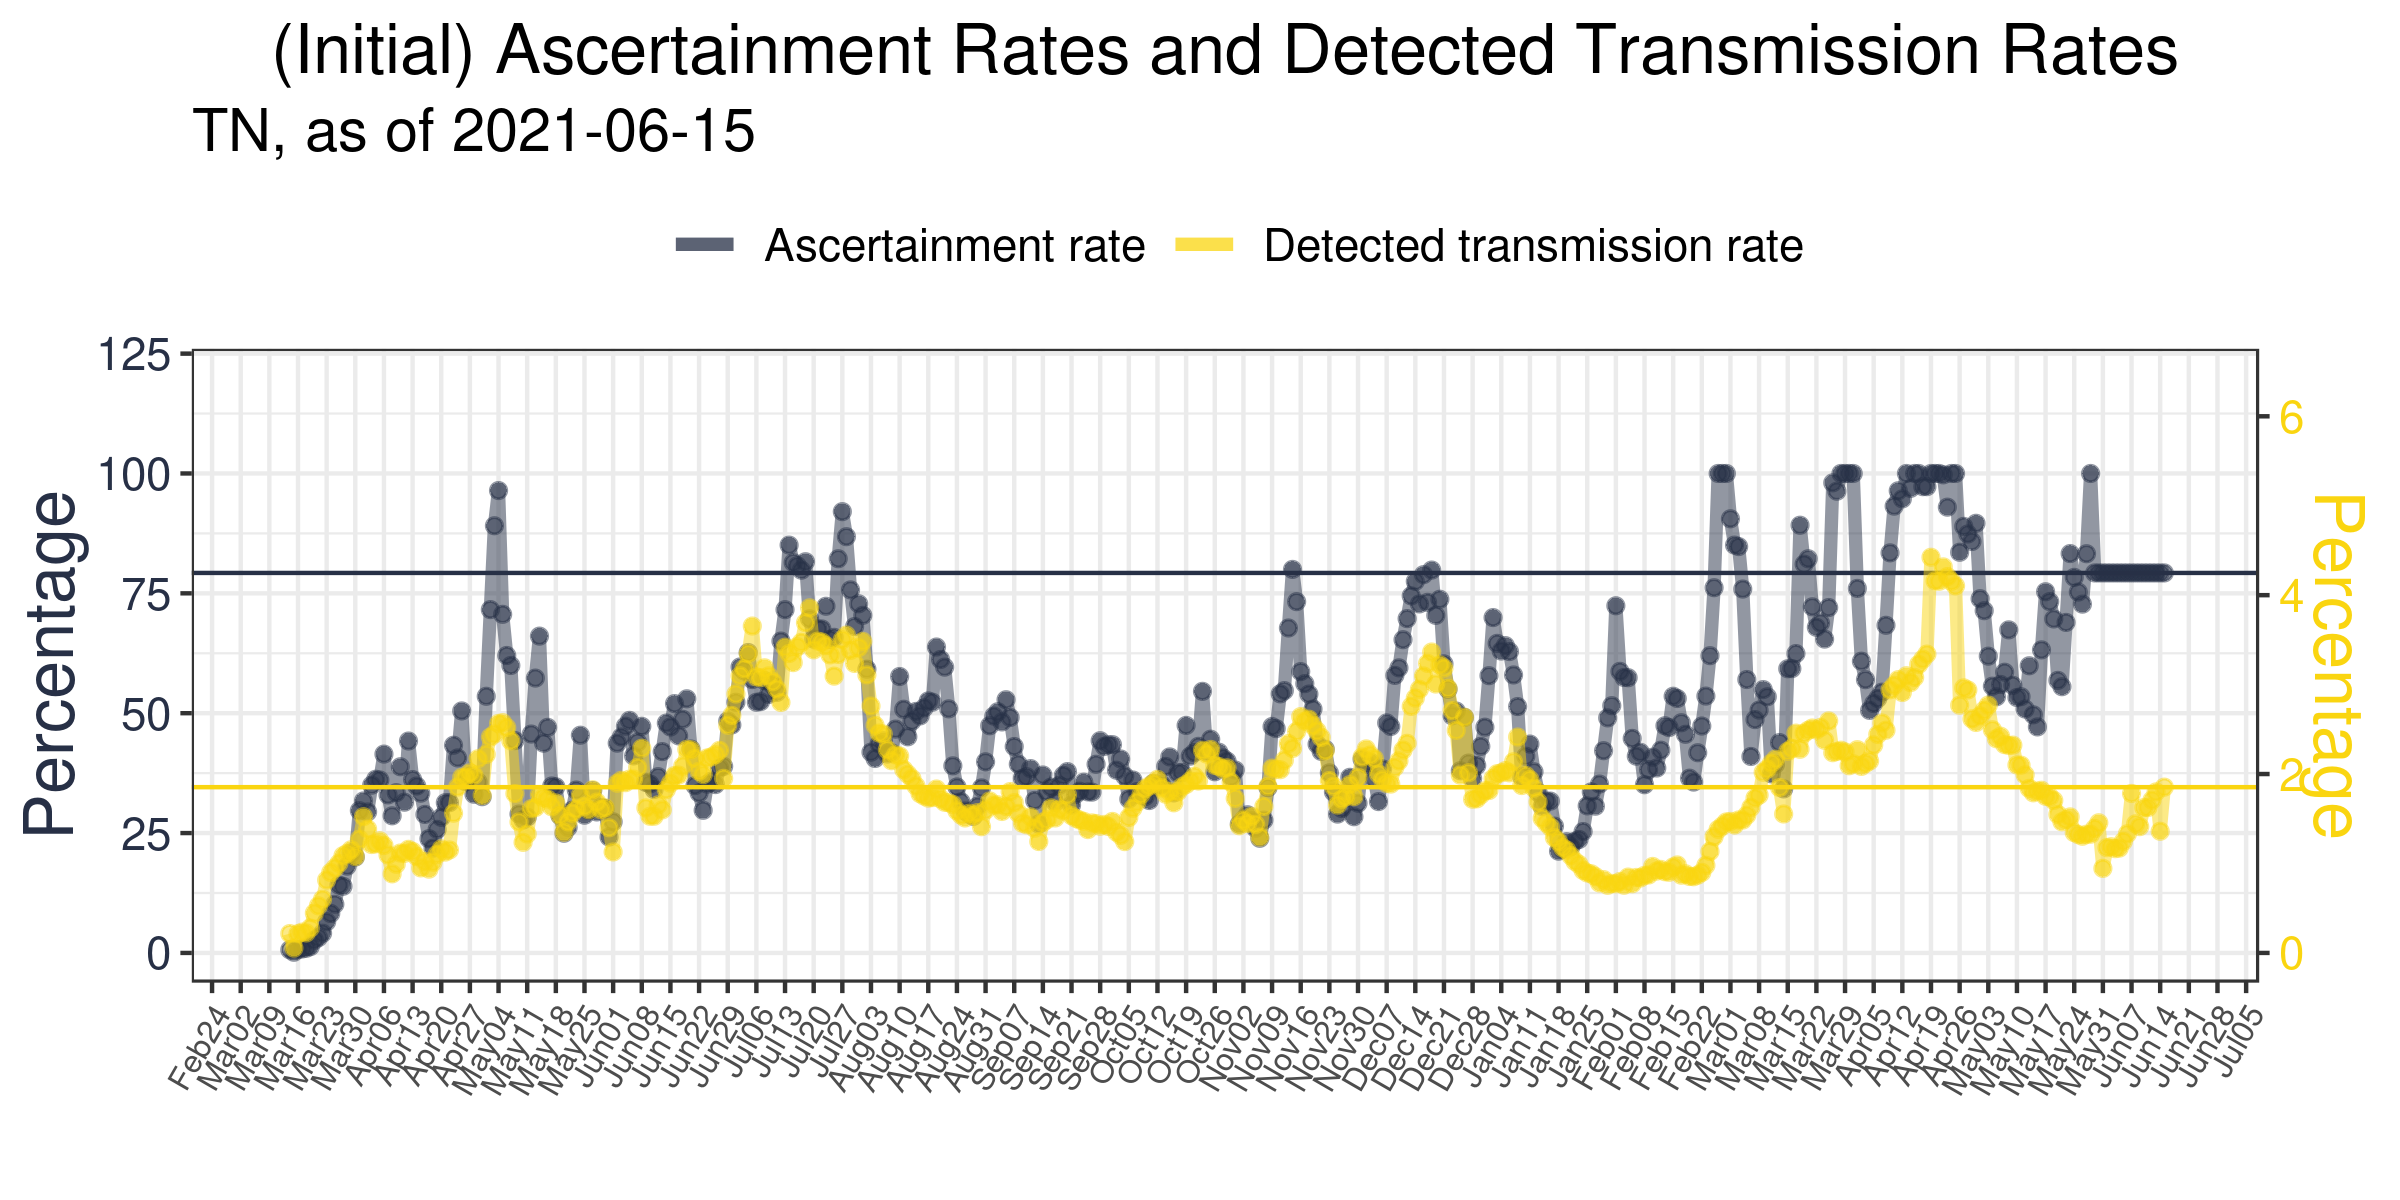 (Initial) Ascertainment Rates and Detected Transmission Rates
TN, as of 2021-06-15
Ascertainment rate
Detected transmission rate
Percentage
125
100
75
50
25
0
6
4
2
0
Percentage
Feb24
Mar02
Mar09
Mar16
Mar23
Mar30
Apr06
Apr13
Apr20
Apr27
May04
May11
May18
May25
Jun01
Jun08
Jun15
Jun22
Jun29
Jul06
Jul13
Jul20
Jul27
Aug03
Aug10
Aug17
Aug24
Aug31
Sep07
Sep14
Sep21
Sep28
Oct05
Oct12
Oct19
Oct26
Nov02
Nov09
Nov16
Nov23
Nov30
Dec07
Dec14
Dec21
Dec28
Jan04
Jan11
Jan18
Jan25
Feb01
Feb08
Feb15
Feb22
Mar01
Mar08
Mar15
Mar22
Mar29
Apr05
Apr12
Apr19
Apr26
May03
May10
May17
May24
May31
Jun07
Jun14
Jun21
Jun28
Jul05